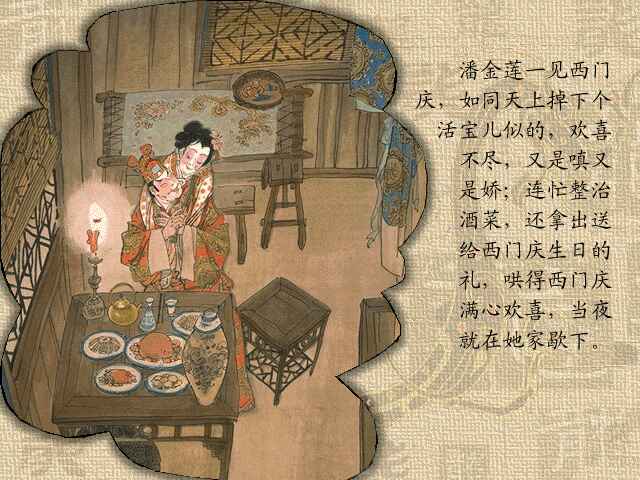 潘金莲一见西门
庆，如同天上掉下个
活宝儿似的，欢喜
不尽，又是嗔又
是娇；连忙整治
酒菜，还拿出送
给西门庆生日的
礼，哄得西门庆
满心欢喜，当夜
就在她家歇下。